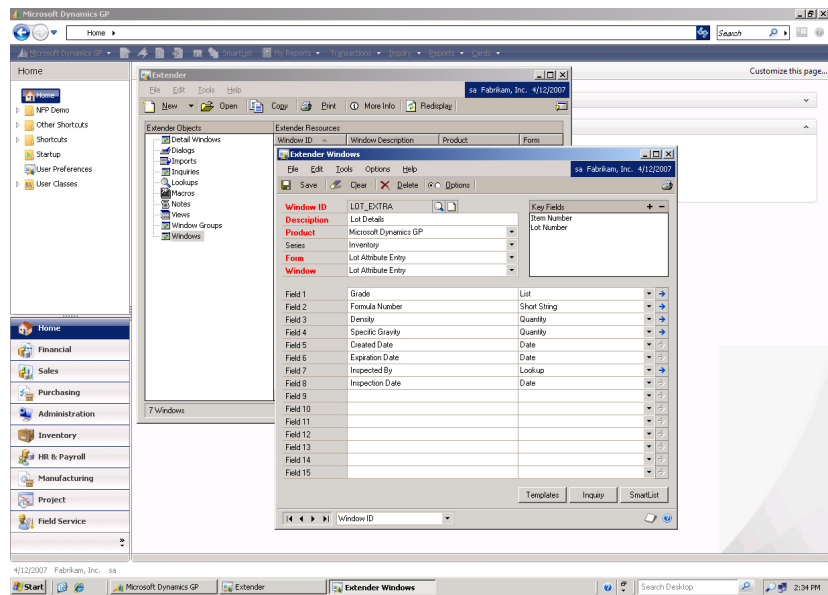 Microsoft Dynamics GP
Home
Search
Microsoft Dynamics GP
SmartList
My Reports
Transactions
Inquiry
Reports
Cards
Home
Customize this page...
Home
NFP Demo
Other Shortcuts
Shortcuts
Startup
User Preferences
User Classes
Home
Financial
Sales
Purchasing
Administration
Inventory
HR & Payroll
Manufacturing
Project
Field Service
Extender
File Edit Tools Help
sa Fabrikam, Inc. 4/12/2007
New Open Copy Print More Info Redisplay
Extender Objects
Extender Resources
Detail Windows
Dialogs
Imports
Inquiries
Lookups
Macros
Notes
Views
Window Groups
Windows
Window ID Window Description Product Form
7 Windows
Extender Windows
File Edit Tools Options Help
sa Fabrikam, Inc. 4/12/2007
Save Clear Delete Options
Window ID LOT_EXTRA
Description Lot Details
Product Microsoft Dynamics GP
Series Inventory
Form Lot Attribute Entry
Window Lot Attribute Entry
Key Fields + −
Item Number
Lot Number
Field 1 Grade List
Field 2 Formula Number Short String
Field 3 Density Quantity
Field 4 Specific Gravity Quantity
Field 5 Created Date Date
Field 6 Expiration Date Date
Field 7 Inspected By Lookup
Field 8 Inspection Date Date
Field 9
Field 10
Field 11
Field 12
Field 13
Field 14
Field 15
Templates Inquiry SmartList
Window ID
4/12/2007 Fabrikam, Inc. sa
Start Microsoft Dynamics GP Extender Extender Windows Search Desktop 2:34 PM